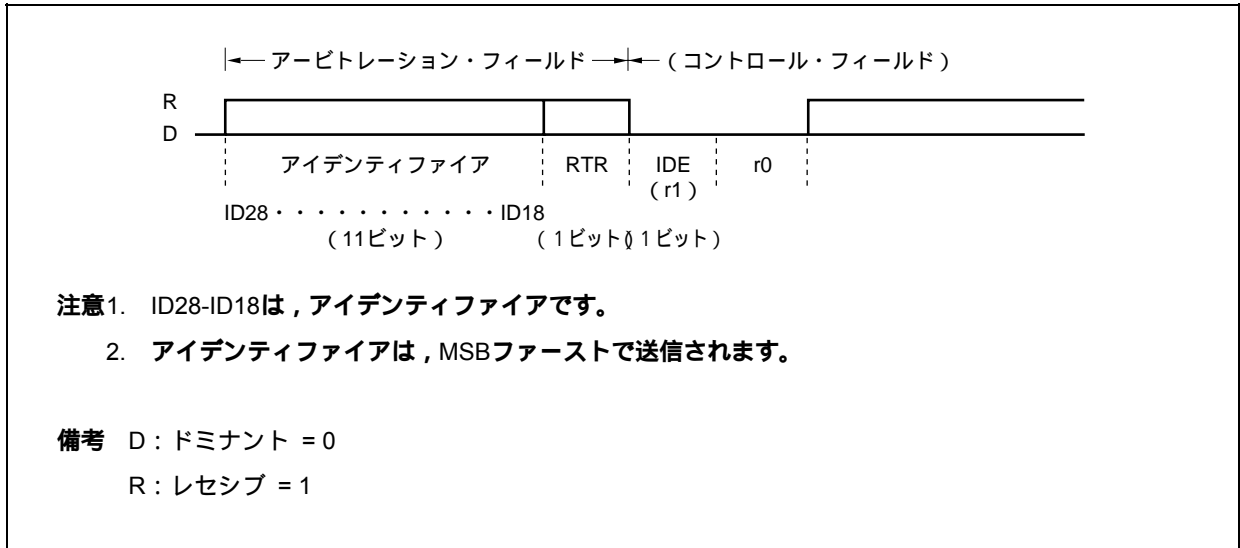 アービトレーション・フィールド （コントロール・フィールド）
R
D
アイデンティファイア RTR IDE r0
（r1）
ID28・・・・・・・・・・・ID18
（11ビット） （1ビット）（1ビット）
注意1. ID28-ID18は，アイデンティファイアです。
2. アイデンティファイアは，MSBファーストで送信されます。
備考 D：ドミナント = 0
R：レセシブ = 1